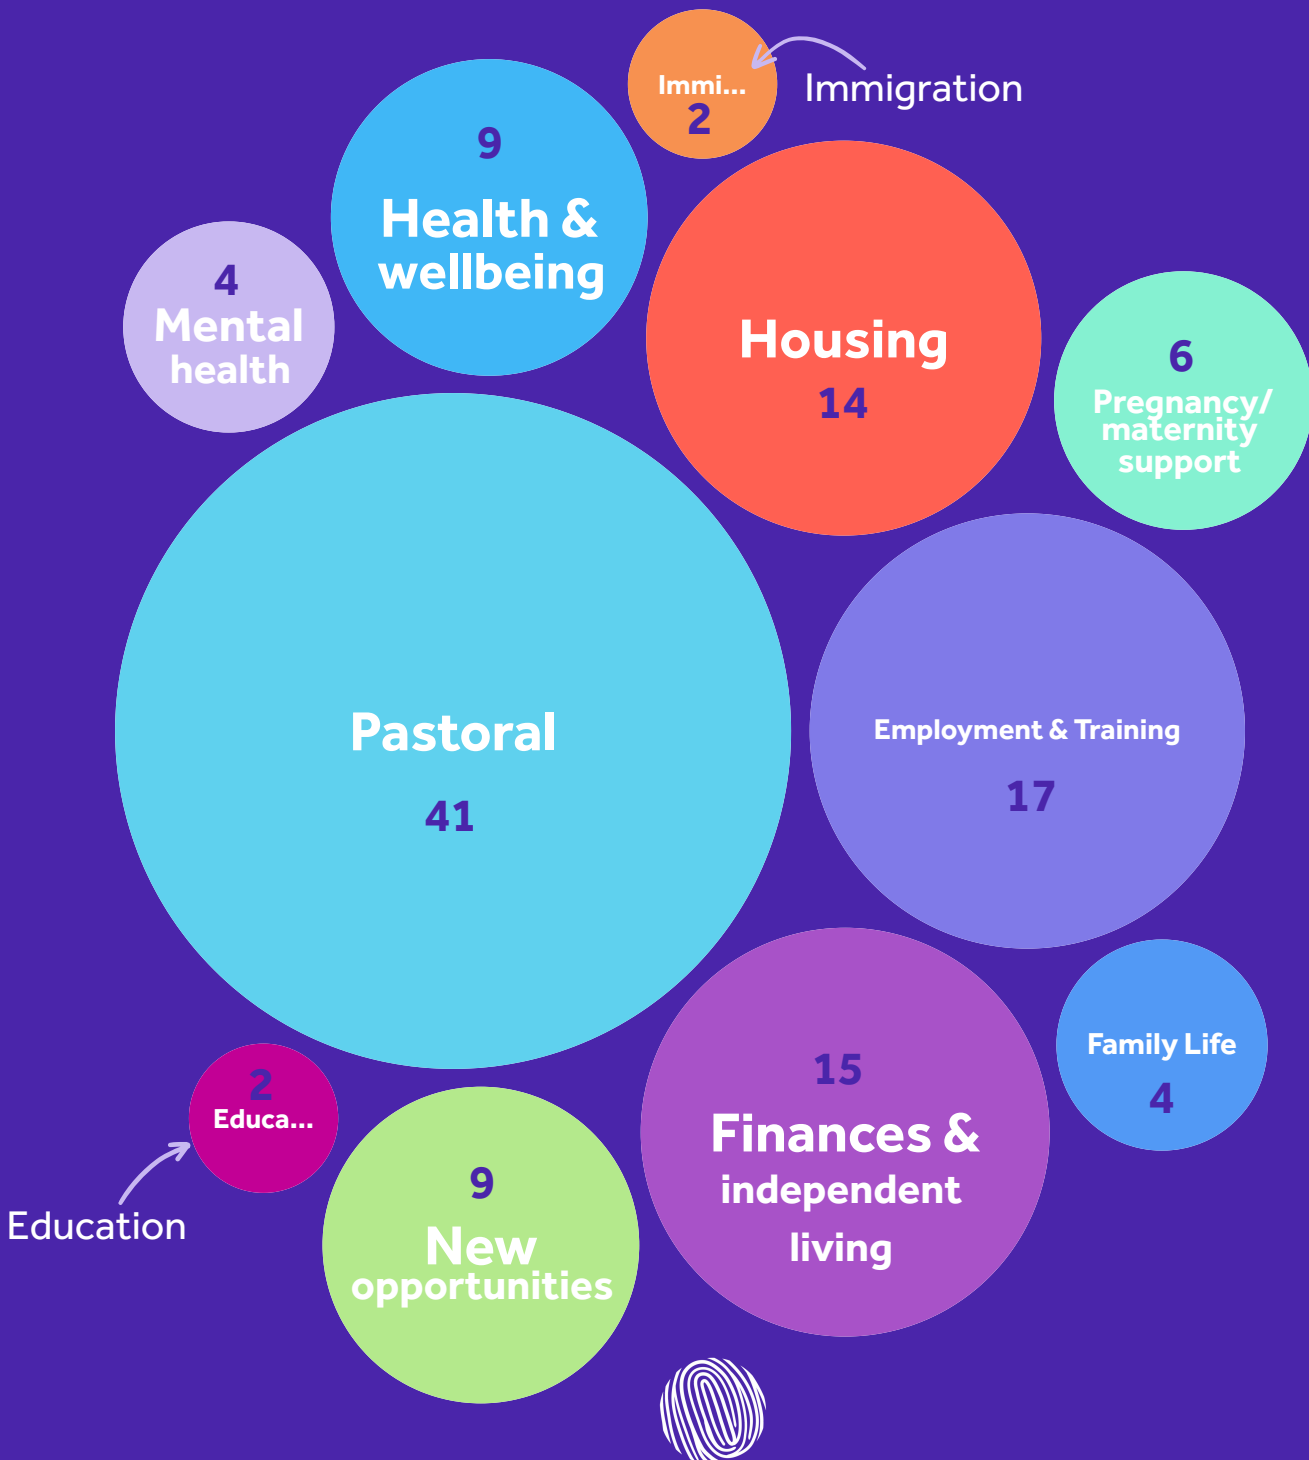 Immi...
2
Immigration
9
Health &
wellbeing
4
Mental
health
Housing
14
6
Pregnancy/
maternity
support
Pastoral
41
Employment & Training
17
2
Educa...
Education
9
New
opportunities
15
Finances &
independent
living
Family Life
4